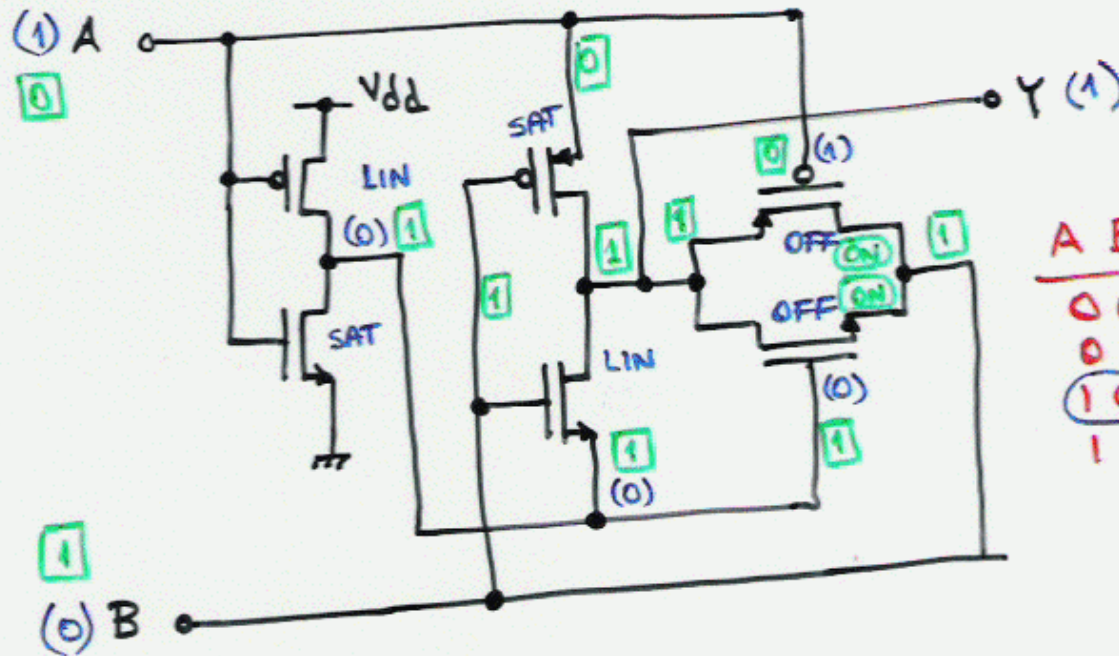 (1) A
0
Vdd
LIN
(0) 1
SAT
SAT
0
1
1
LIN
1
(0)
Y (1)
0 (1)
1
OFF ON
1
OFF ON
(0)
1
A
0
0
1
1
1
(0) B